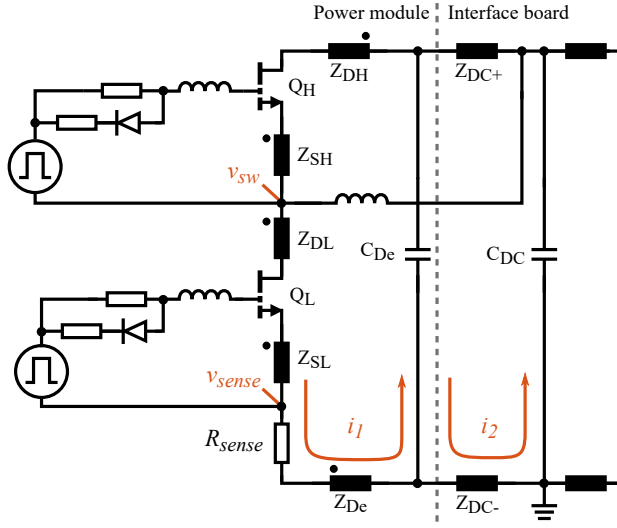 Power module Interface board
Z_DH
Z_DC+
Q_H
Z_SH
v_sw
Z_DL
C_De
C_DC
Q_L
Z_SL
v_sense
R_sense
i_1
i_2
Z_De
Z_DC-